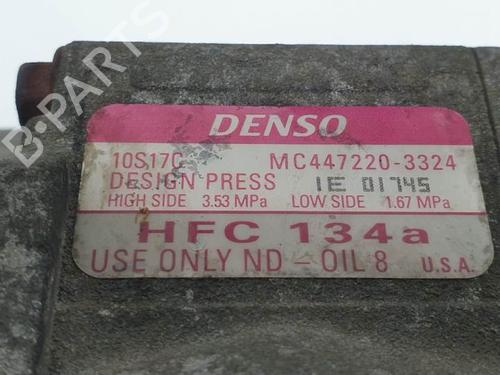 DENSO
10S17C MC447220-3324
DESIGN PRESS 1E 01745
HIGH SIDE 3.53 MPa LOW SIDE 1.67 MPa
HFC 134a
USE ONLY ND-OIL 8 U.S.A.
B-PARTS